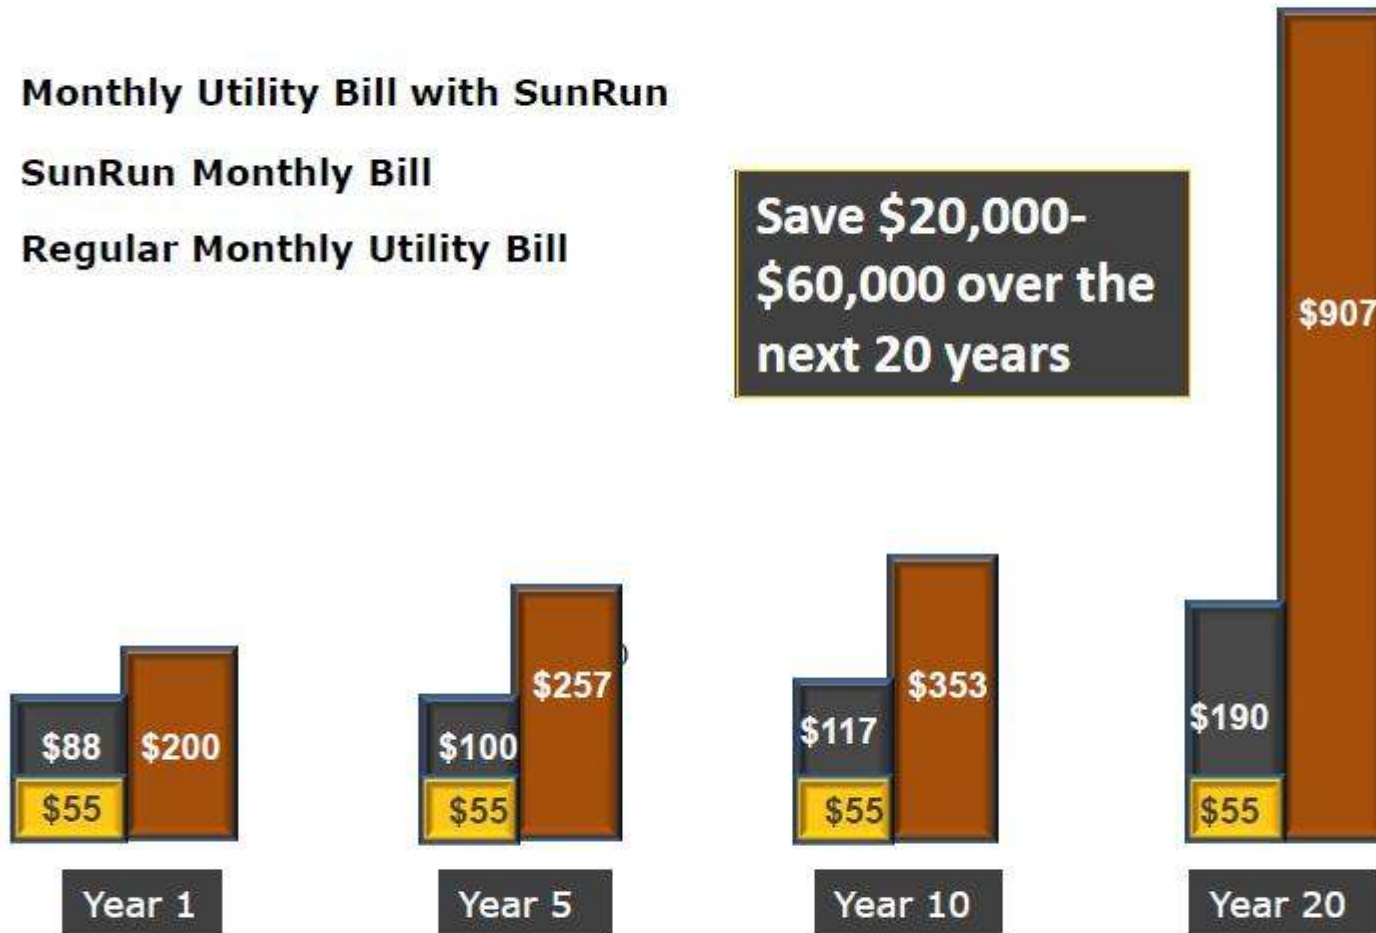 Monthly Utility Bill with SunRun
SunRun Monthly Bill
Regular Monthly Utility Bill
Save $20,000-
$60,000 over the
next 20 years
$88
$55
$200
$100
$55
$257
$117
$55
$353
$190
$55
$907
Year 1
Year 5
Year 10
Year 20